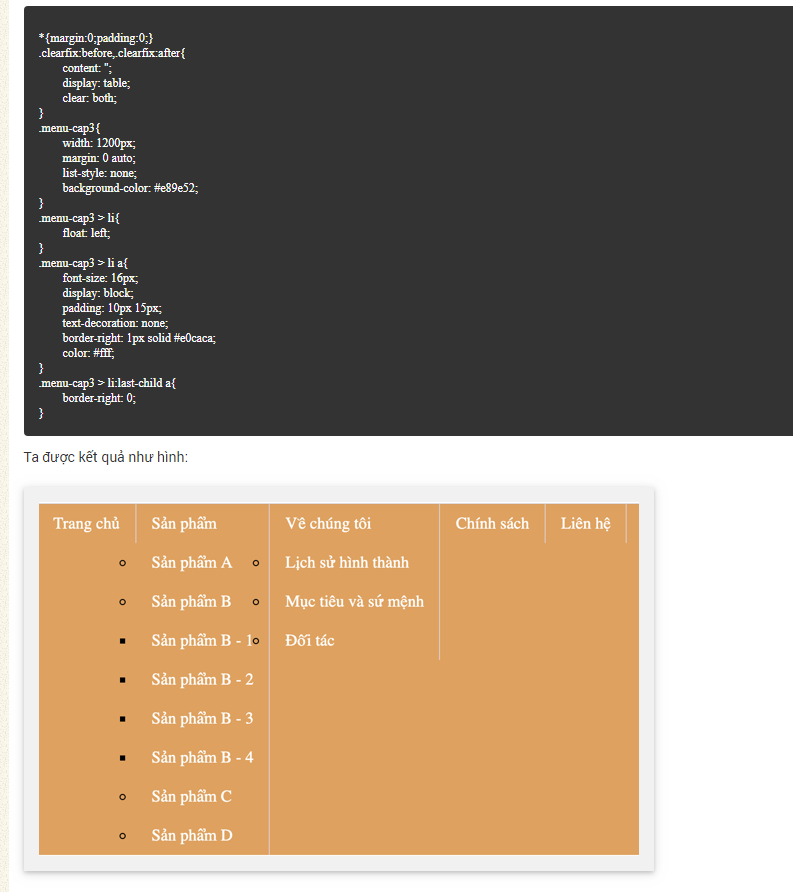 *{margin:0;padding:0;}
.clearfix:before,.clearfix:after{
content: '';
display: table;
clear: both;
}
.menu-cap3{
width: 1200px;
margin: 0 auto;
list-style: none;
background-color: #e89e52;
}
.menu-cap3 > li{
float: left;
}
.menu-cap3 > li a{
font-size: 16px;
display: block;
padding: 10px 15px;
text-decoration: none;
border-right: 1px solid #e0caca;
color: #fff;
}
.menu-cap3 > li:last-child a{
border-right: 0;
}
Ta được kết quả như hình:
Trang chủ Sản phẩm Về chúng tôi Chính sách Liên hệ
Sản phẩm A Lịch sử hình thành
Sản phẩm B Mục tiêu và sứ mệnh
Sản phẩm B - 1 Đối tác
Sản phẩm B - 2
Sản phẩm B - 3
Sản phẩm B - 4
Sản phẩm C
Sản phẩm D